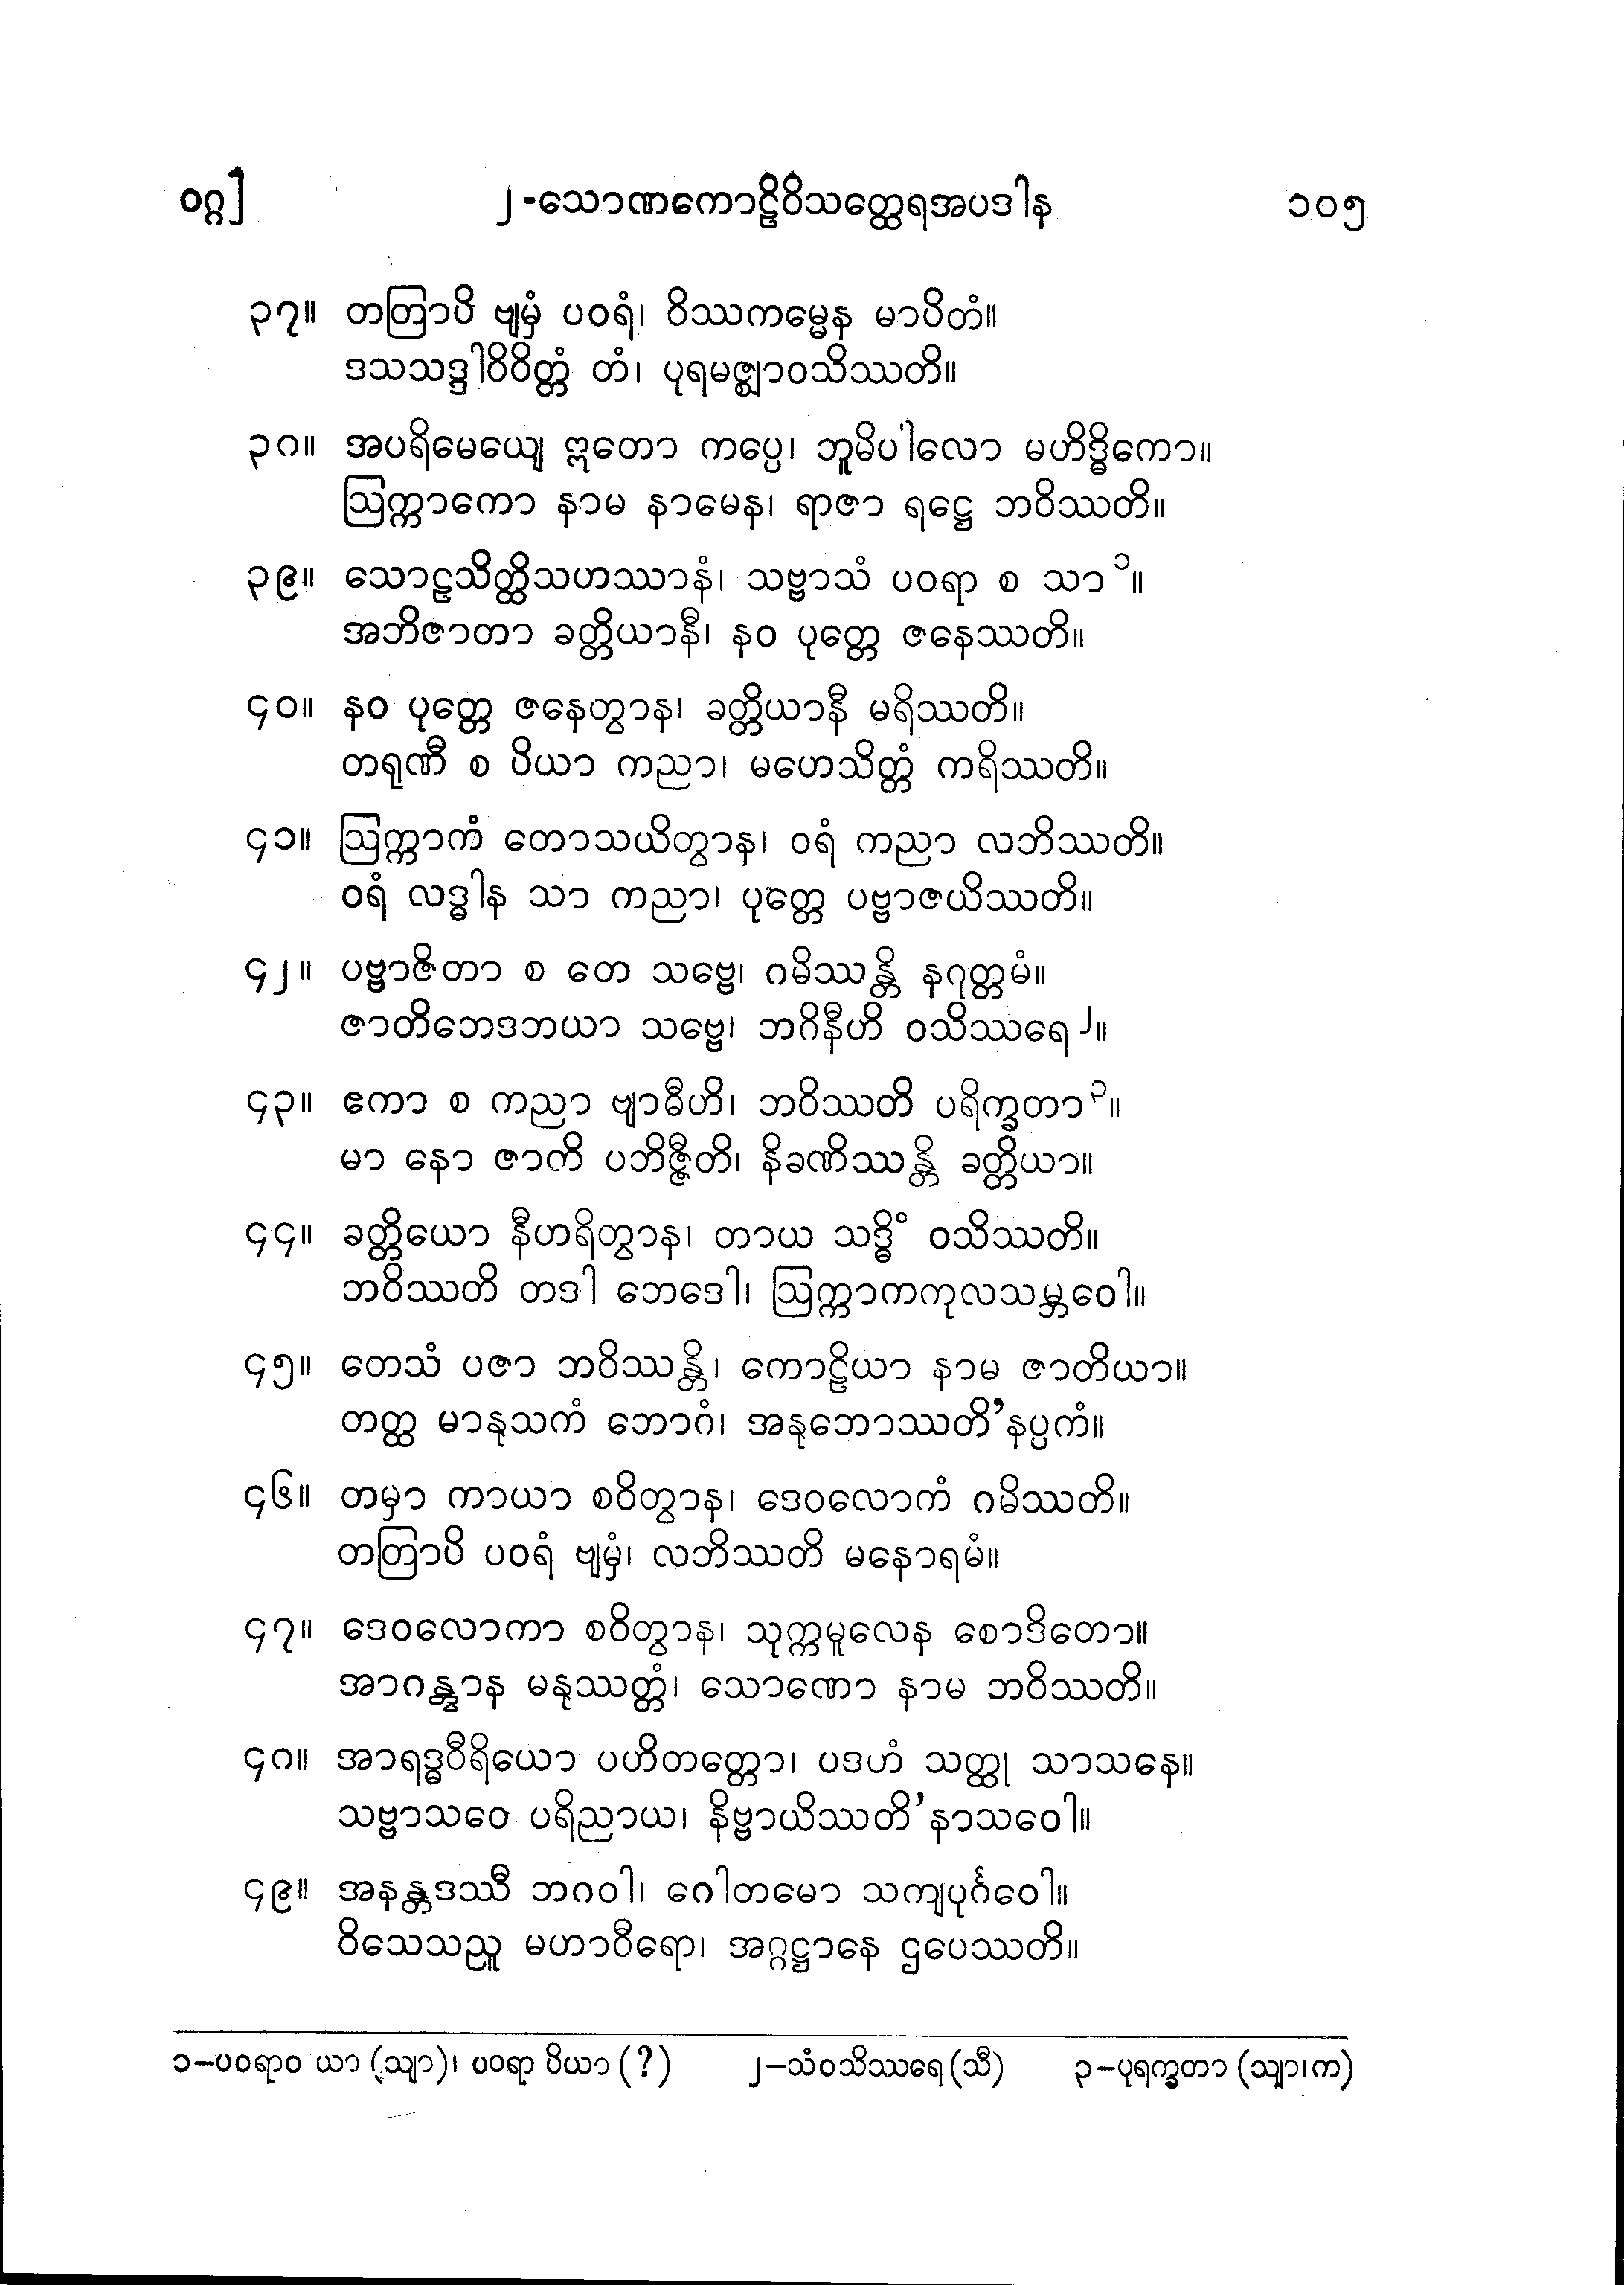 ဝဂ္ဂ] ၂-သောဏကောဠိဝိသတ္ထေရအပဒါန ၁၀၅
၃၇။ တတြာပိ ဗျမှံ ပဝရံ၊ ဝိဿကမ္မေန မာပိတံ။
ဒသသဒ္ဒါဝိဝိတ္တံ တံ၊ ပုရမဇ္ဈာဝသိဿတိ။
၃၈။ အပရိမေယျေ ဣတော ကပ္ပေ၊ ဘူမိပါလော မဟိဒ္ဓိကော။
ဩက္ကာကော နာမ နာမေန၊ ရာဇာ ရဋ္ဌေ ဘဝိဿတိ။
၃၉။ သောဠသိတ္ထိသဟဿာနံ၊ သဗ္ဗာသံ ပဝရာ စ သာ ၁။
အဘိဇာတာ ခတ္တိယာနီ၊ နဝ ပုတ္တေ ဇနေဿတိ။
၄၀။ နဝ ပုတ္တေ ဇနေတွာန၊ ခတ္တိယာနီ မရိဿတိ။
တရုဏီ စ ပိယာ ကညာ၊ မဟေသိတ္တံ ကရိဿတိ။
၄၁။ ဩက္ကာကံ တောသယိတွာန၊ ဝရံ ကညာ လဘိဿတိ။
ဝရံ လဒ္ဓါန သာ ကညာ၊ ပုတ္တေ ပဗ္ဗာဇယိဿတိ။
၄၂။ ပဗ္ဗာဇိတာ စ တေ သဗ္ဗေ၊ ဂမိဿန္တိ နဂုတ္တမံ။
ဇာတိဘေဒဘယာ သဗ္ဗေ၊ ဘဂိနီဟိ ဝသိဿရေ ၂။
၄၃။ ဧကာ စ ကညာ ဗျာဓီဟိ၊ ဘဝိဿတိ ပရိက္ခတာ ၃။
မာ နော ဇာတိ ပဘိဇ္ဇီတိ၊ နိခဏိဿန္တိ ခတ္တိယာ။
၄၄။ ခတ္တိယော နီဟရိတွာန၊ တာယ သဒ္ဓိံ ဝသိဿတိ။
ဘဝိဿတိ တဒါ ဘေဒေါ၊ ဩက္ကာကကုလသမ္ဘဝေါ။
၄၅။ တေသံ ပဇာ ဘဝိဿန္တိ၊ ကောဠိယာ နာမ ဇာတိယာ။
တတ္ထ မာနုသကံ ဘောဂံ၊ အနုဘောဿတိ’နပ္ပကံ။
၄၆။ တမှာ ကာယာ စဝိတွာန၊ ဒေဝလောကံ ဂမိဿတိ။
တတြာပိ ပဝရံ ဗျမှံ၊ လဘိဿတိ မနောရမံ။
၄၇။ ဒေဝလောကာ စဝိတွာန၊ သုက္ကမူလေန စောဒိတော။
အာဂန္တွာန မနုဿတ္တံ၊ သောဏော နာမ ဘဝိဿတိ။
၄၈။ အာရဒ္ဓဝီရိယော ပဟိတတ္တော၊ ပဒဟံ သတ္ထု သာသနေ။
သဗ္ဗာသဝေ ပရိညာယ၊ နိဗ္ဗာယိဿတိ’နာသဝေါ။
၄၉။ အနန္တဒဿီ ဘဂဝါ၊ ဂေါတမော သကျပုင်္ဂဝေါ။
ဝိသေသညူ မဟာဝီရော၊ အဂ္ဂဋ္ဌာနေ ဌပေဿတိ။
၁-ပဝရာဝ ယာ (သျာ)၊ ပဝရာ ပိယာ (?) ၂-သံဝသိဿရေ (သီ) ၃-ပုရက္ခတာ (သျာ၊က)